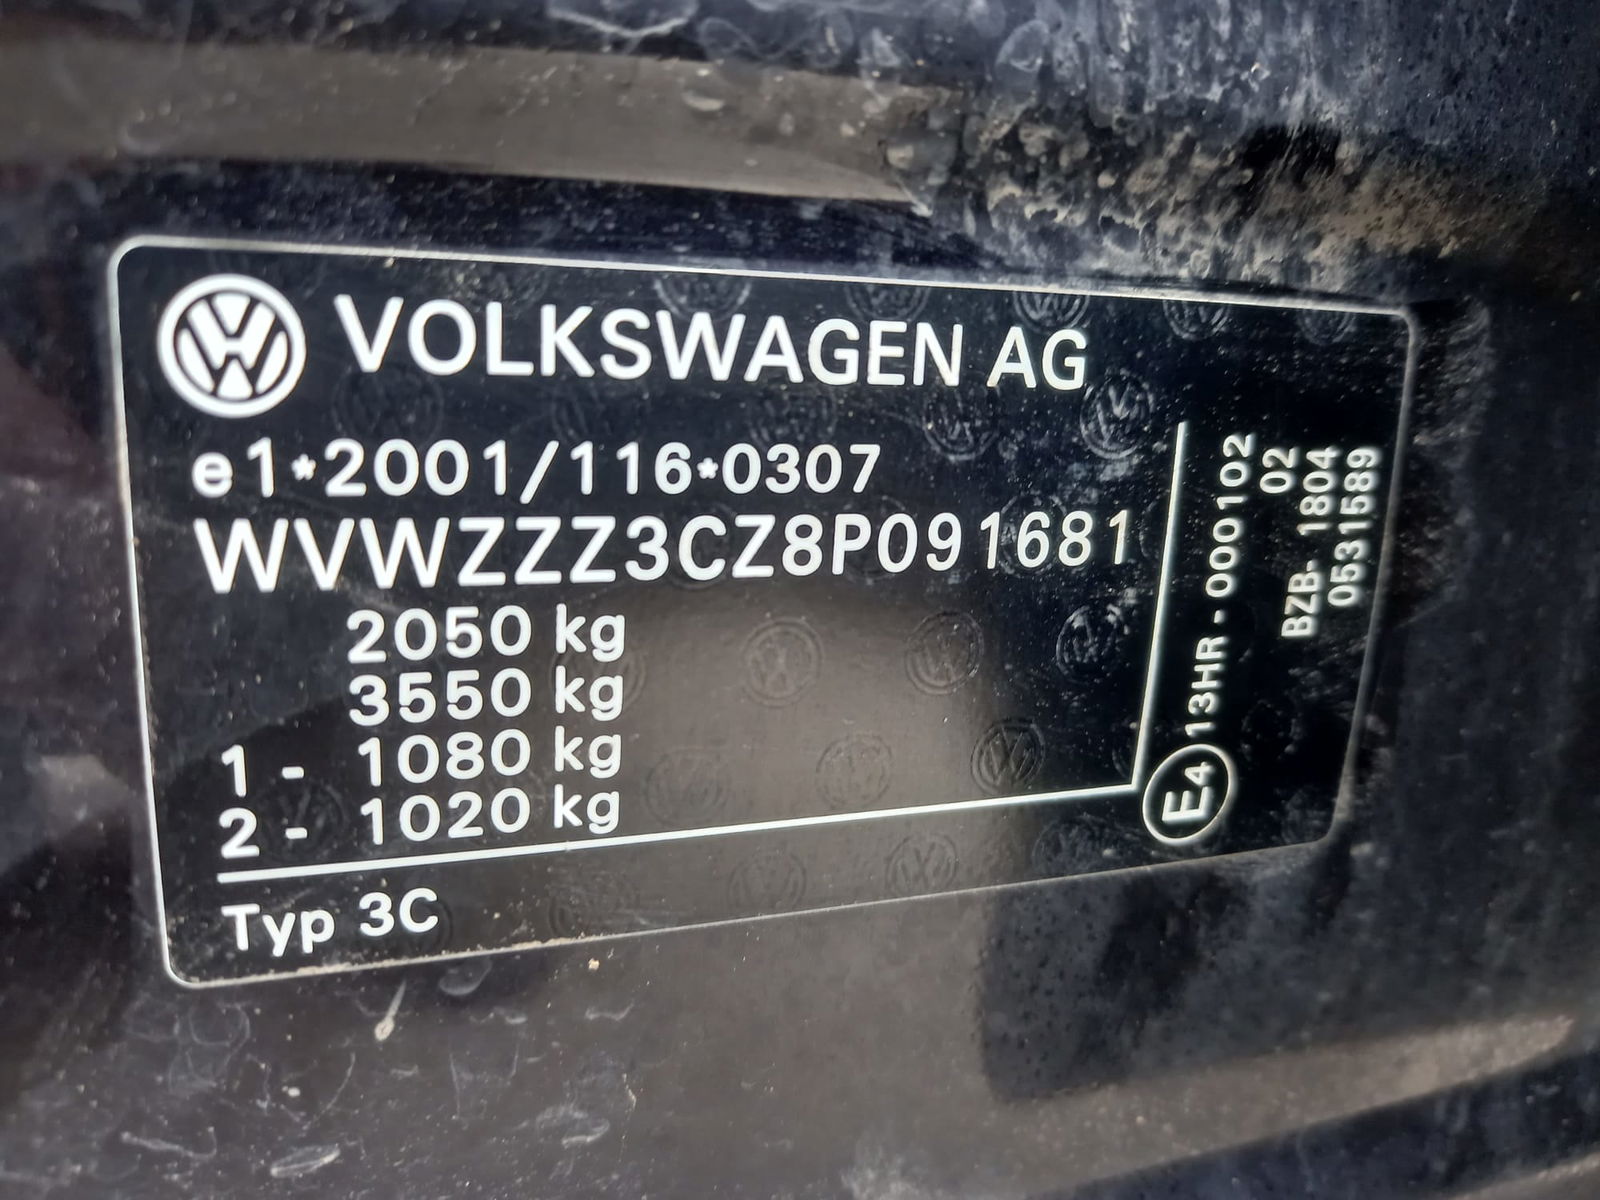 VOLKSWAGEN AG
e1*2001/116*0307
WVWZZZ3CZ8P091681
2050 kg
3550 kg
1 - 1080 kg
2 - 1020 kg
Typ 3C
E4 13HR-000102
02
BZB- 1804
0531589